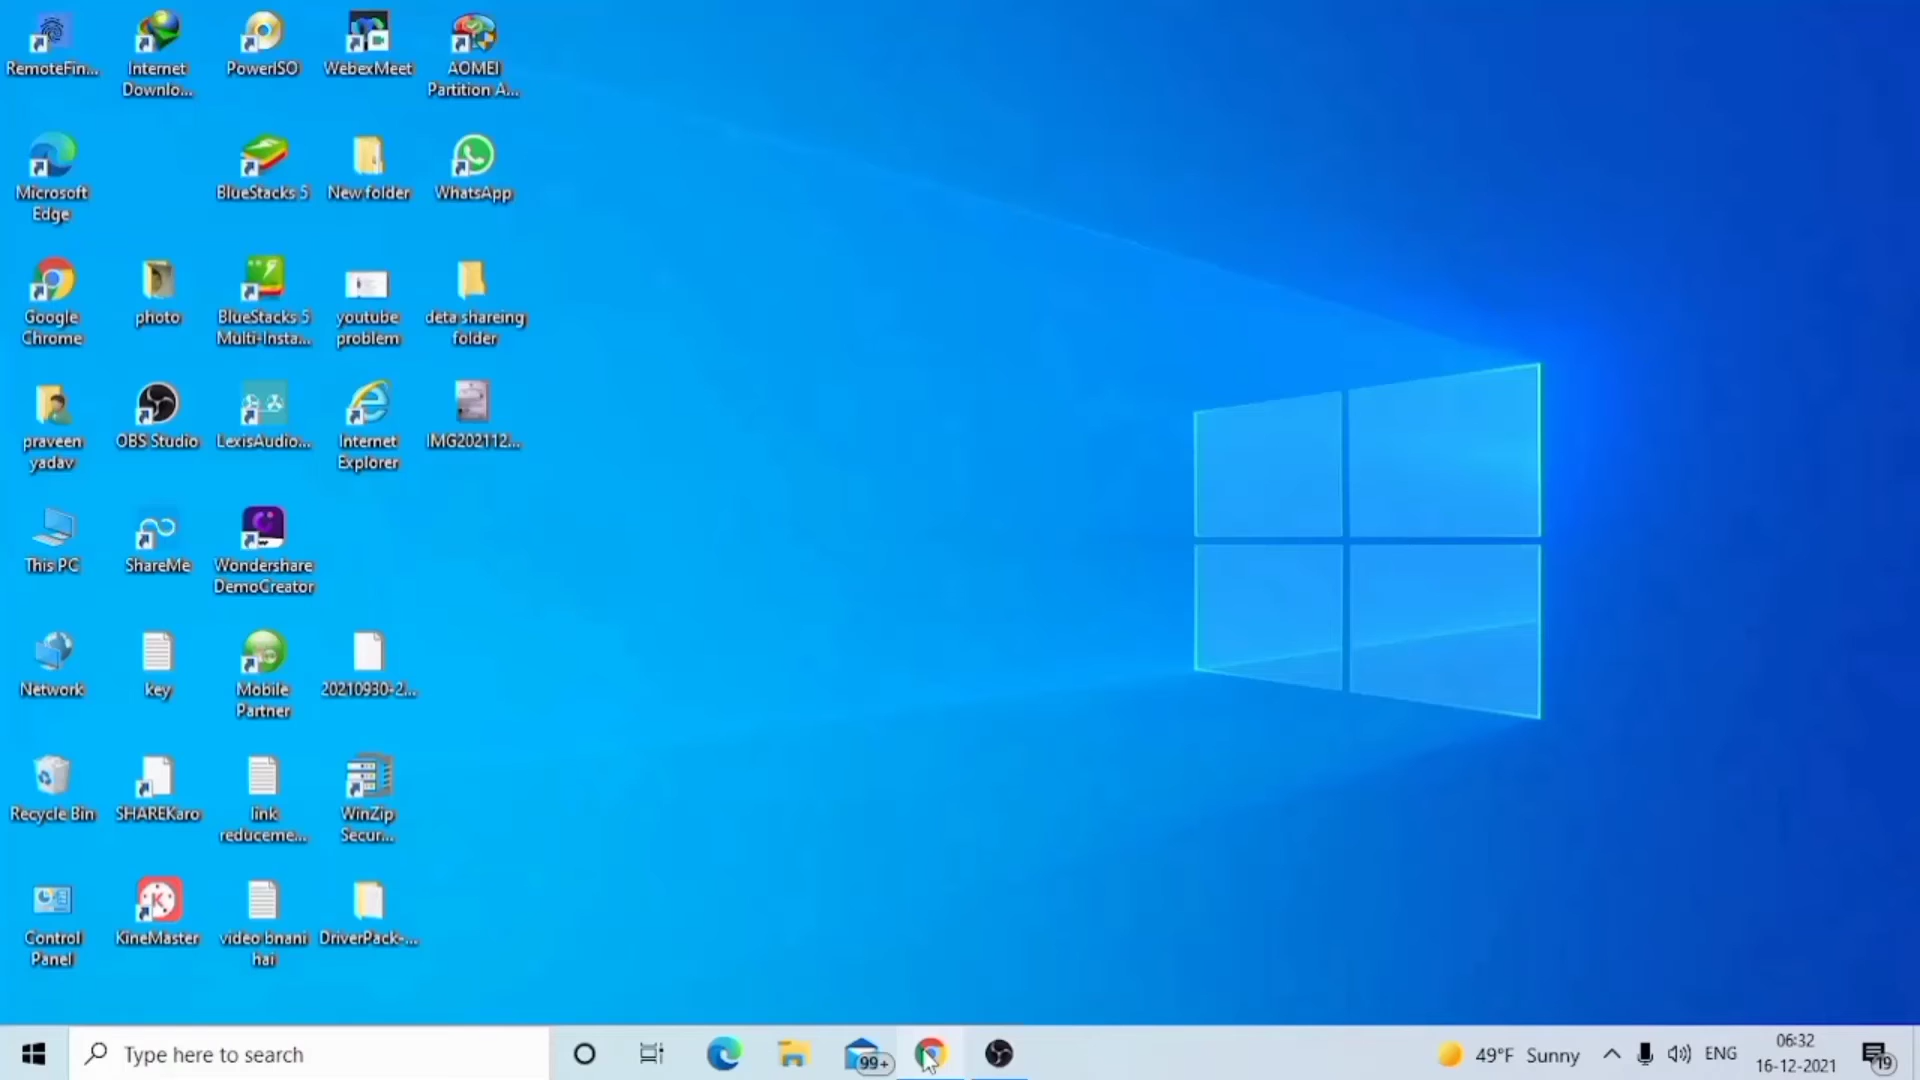 RemoteFin...
Internet
Downlo...
PowerISO
WebexMeet
AOMEI
Partition A...
Microsoft
Edge
BlueStacks 5
New folder
WhatsApp
Google
Chrome
photo
BlueStacks 5
Multi-Insta...
youtube
problem
deta shareing
folder
praveen
yadav
OBS Studio
LexisAudio...
Internet
Explorer
IMG202112...
This PC
ShareMe
Wondershare
DemoCreator
Network
key
Mobile
Partner
20210930-2...
Recycle Bin
SHAREKaro
link
reduceme...
WinZip
Secur...
Control
Panel
KineMaster
video bnani
hai
DriverPack-...
Type here to search
99+
49°F Sunny
ENG
06:32
16-12-2021
19